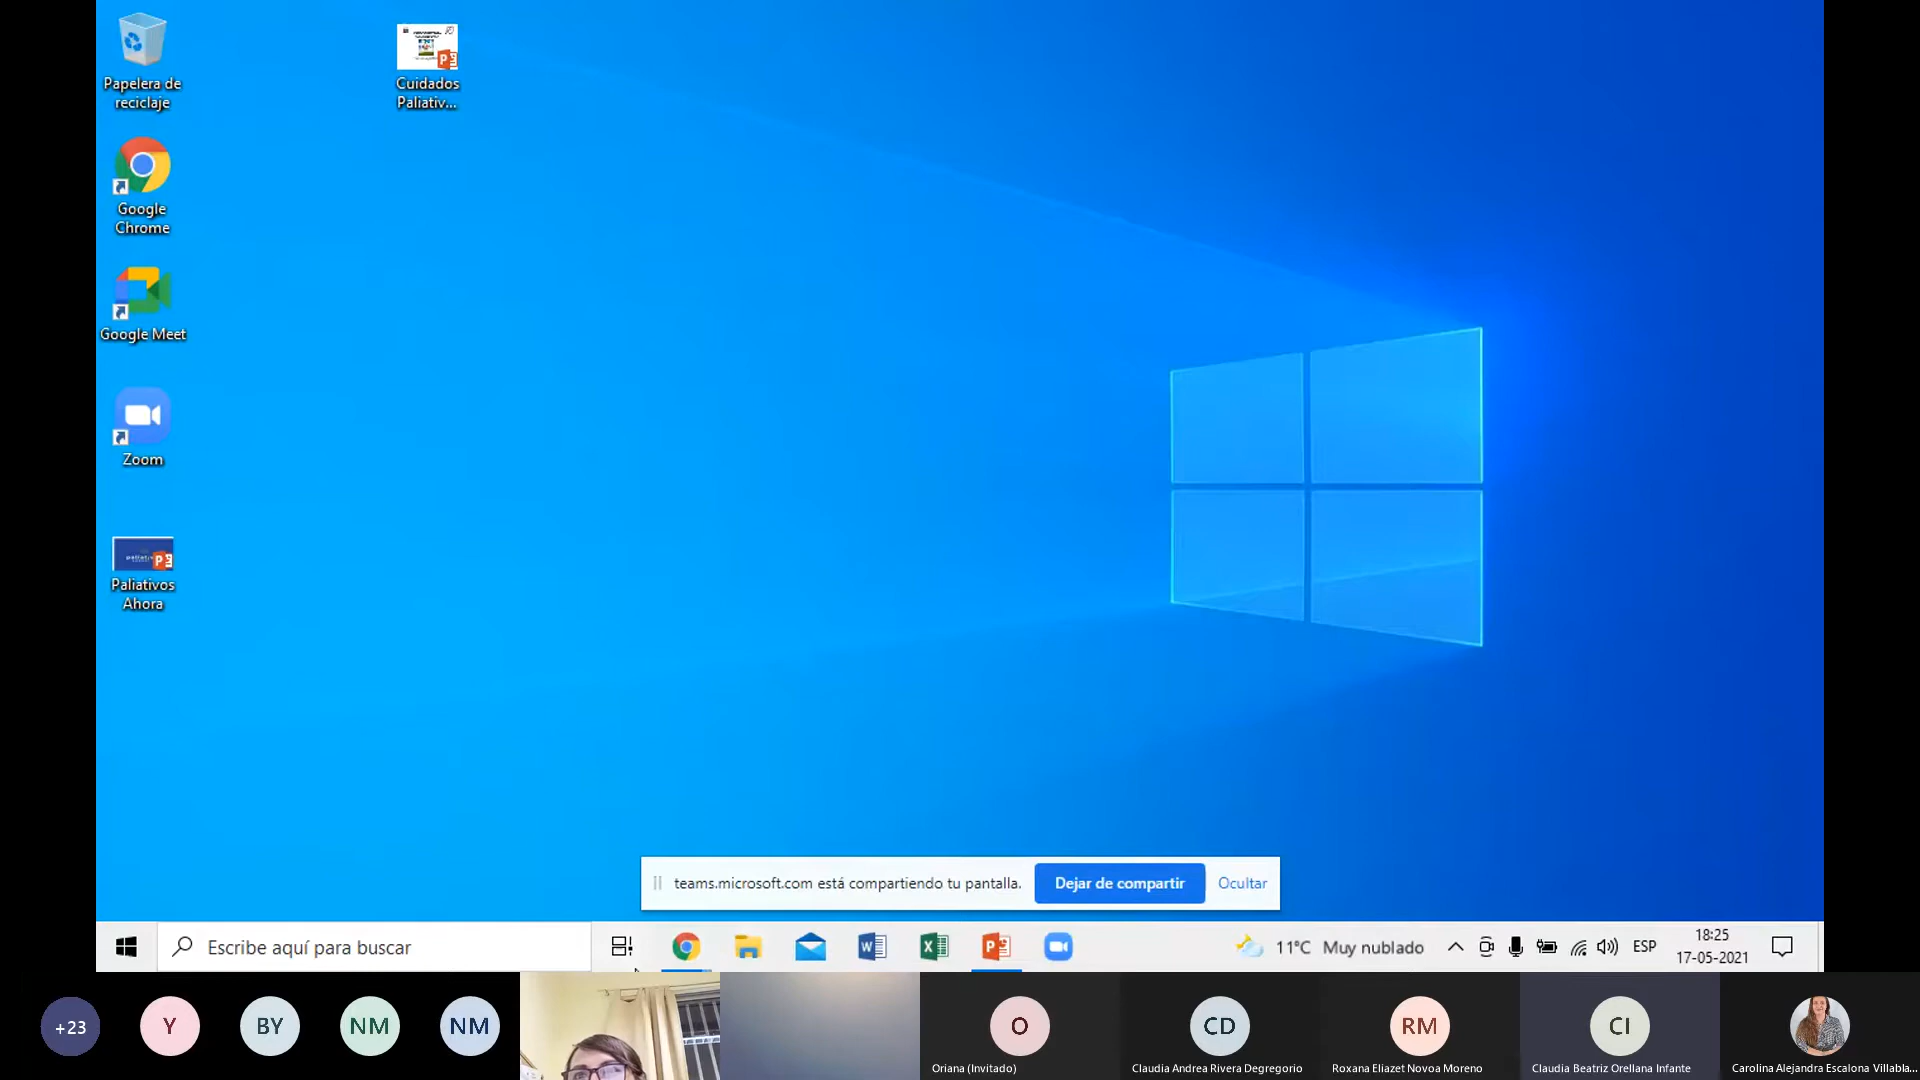 Papelera de
reciclaje
Cuidados
Paliativ...
Google
Chrome
Google Meet
Zoom
Paliativos
Ahora
teams.microsoft.com está compartiendo tu pantalla.
Dejar de compartir
Ocultar
Escribe aquí para buscar
11°C Muy nublado
ESP
18:25
17-05-2021
+23
Y
BY
NM
NM
O
CD
RM
CI
Oriana (Invitado)
Claudia Andrea Rivera Degregorio
Roxana Eliazet Novoa Moreno
Claudia Beatriz Orellana Infante
Carolina Alejandra Escalona Villabla...